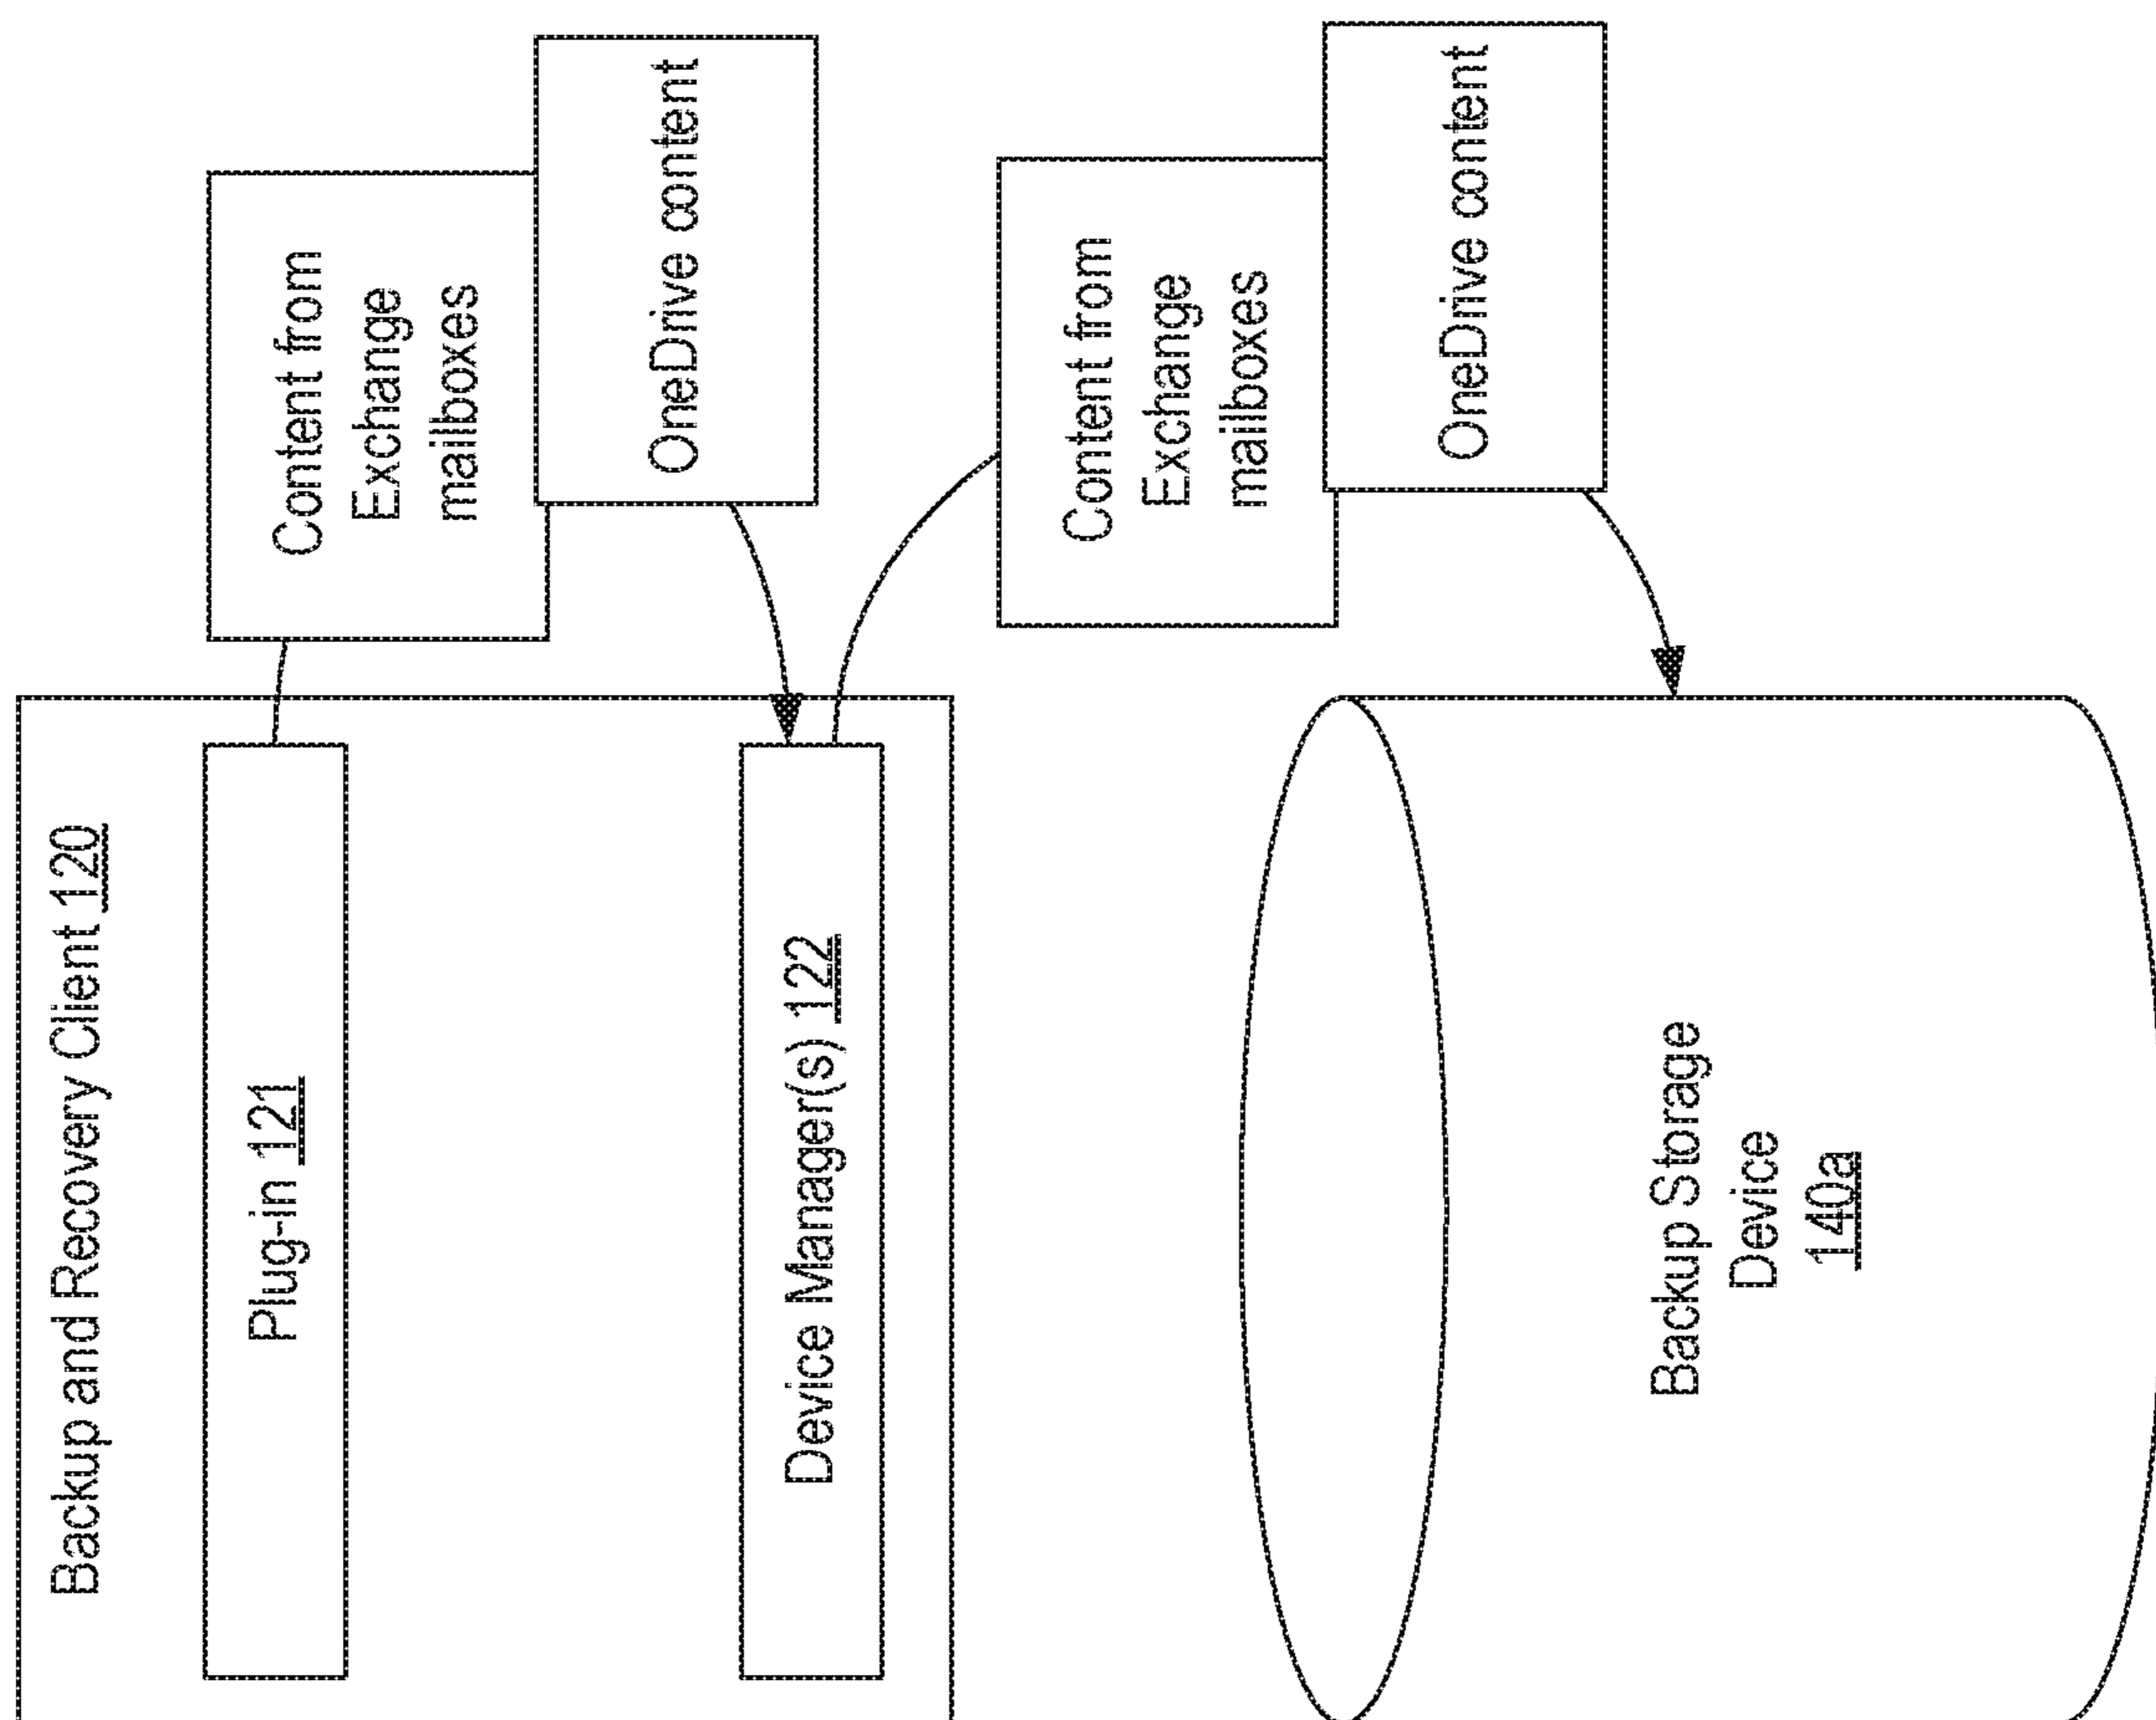 Backup and Recovery Client 120
Plug-in 121
Content from
Exchange
mailboxes
OneDrive content
Device Manager(s) 122
Content from
Exchange
mailboxes
OneDrive content
Backup Storage
Device
140a